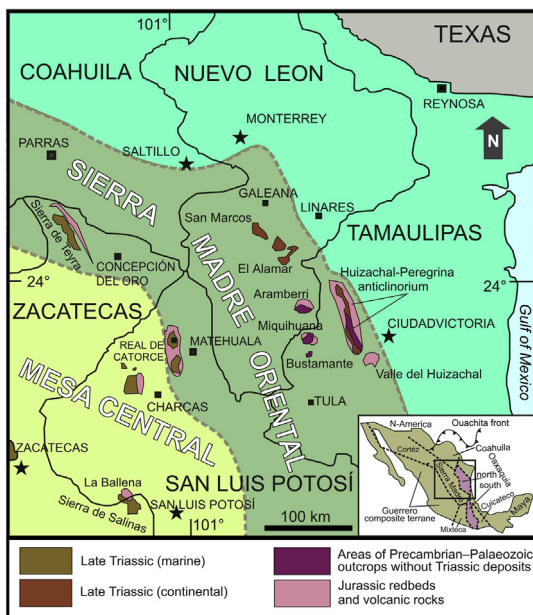 101°
TEXAS
COAHUILA
NUEVO LEON
REYNOSA
MONTERREY
N
PARRAS
SALTILLO
SIERRA
MADRE
ORIENTAL
GALEANA
LINARES
San Marcos
Sierra de Teyra
TAMAULIPAS
El Alamar
Huizachal-Peregrina
anticlinorium
CONCEPCIÓN
DEL ORO
24°
24°
Aramberri
ZACATECAS
Miquihuana
CIUDADVICTORIA
Gulf of Mexico
REAL DE
CATORCE
MATEHUALA
Bustamante
Valle del Huizachal
MESA CENTRAL
CHARCAS
TULA
ZACATECAS
La Ballena
SAN LUIS POTOSÍ
SAN LUIS POTOSÍ
Sierra de Salinas
101°
100 km
N-America
Ouachita front
Cortéz
Coahuila
Sierra Madre
Oaxaquia
north
south
Guerrero
composite terrane
Cuicateco
Maya
Mixteca
Late Triassic (marine)
Late Triassic (continental)
Areas of Precambrian–Palaeozoic
outcrops without Triassic deposits
Jurassic redbeds
and volcanic rocks